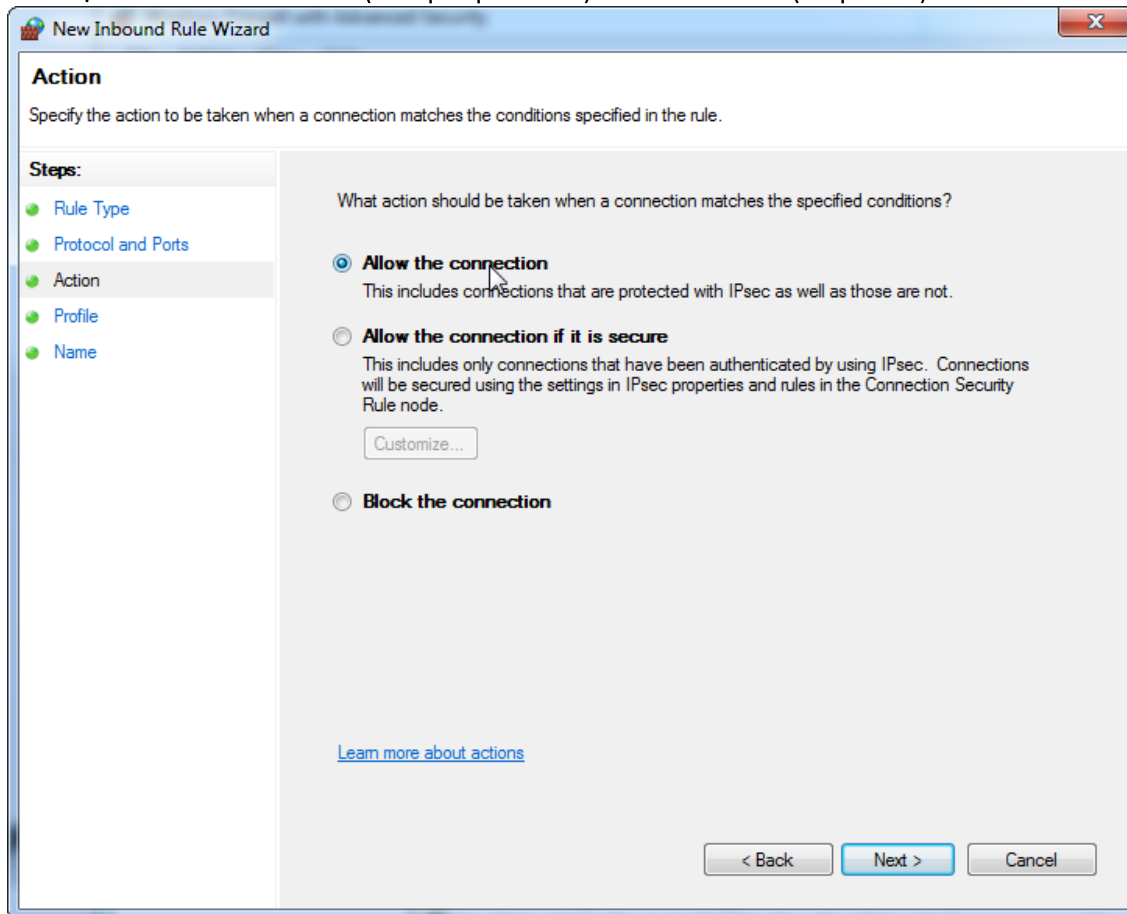 New Inbound Rule Wizard
Action
Specify the action to be taken when a connection matches the conditions specified in the rule.
Steps:
Rule Type
Protocol and Ports
Action
Profile
Name
What action should be taken when a connection matches the specified conditions?
Allow the connection
This includes connections that are protected with IPsec as well as those are not.
Allow the connection if it is secure
This includes only connections that have been authenticated by using IPsec. Connections
will be secured using the settings in IPsec properties and rules in the Connection Security
Rule node.
Customize...
Block the connection
Learn more about actions
< Back
Next >
Cancel